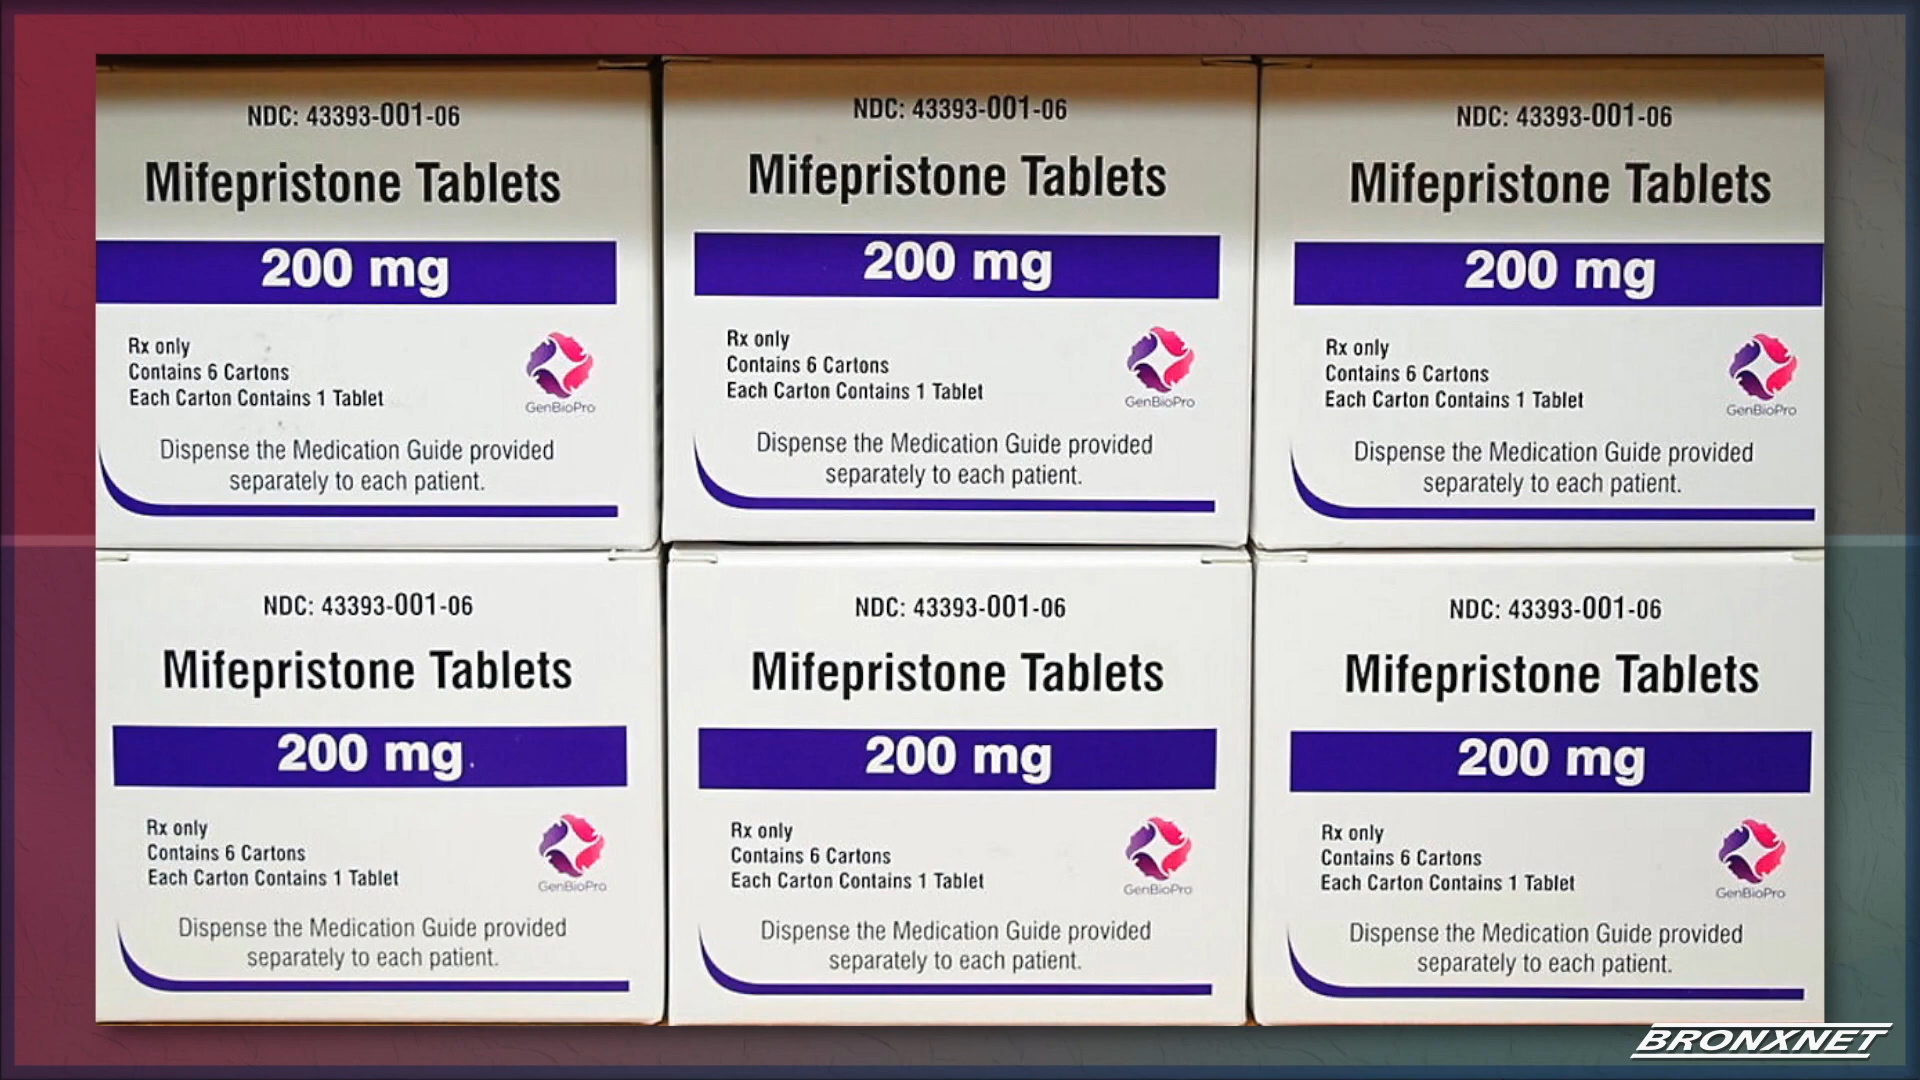 NDC: 43393-001-06
Mifepristone Tablets
200 mg
Rx only
Contains 6 Cartons
Each Carton Contains 1 Tablet
GenBioPro
Dispense the Medication Guide provided
separately to each patient.
NDC: 43393-001-06
Mifepristone Tablets
200 mg
Rx only
Contains 6 Cartons
Each Carton Contains 1 Tablet
GenBioPro
Dispense the Medication Guide provided
separately to each patient.
NDC: 43393-001-06
Mifepristone Tablets
200 mg
Rx only
Contains 6 Cartons
Each Carton Contains 1 Tablet
GenBioPro
Dispense the Medication Guide provided
separately to each patient.
NDC: 43393-001-06
Mifepristone Tablets
200 mg
Rx only
Contains 6 Cartons
Each Carton Contains 1 Tablet
GenBioPro
Dispense the Medication Guide provided
separately to each patient.
NDC: 43393-001-06
Mifepristone Tablets
200 mg
Rx only
Contains 6 Cartons
Each Carton Contains 1 Tablet
GenBioPro
Dispense the Medication Guide provided
separately to each patient.
NDC: 43393-001-06
Mifepristone Tablets
200 mg
Rx only
Contains 6 Cartons
Each Carton Contains 1 Tablet
GenBioPro
Dispense the Medication Guide provided
separately to each patient.
BRONXNET